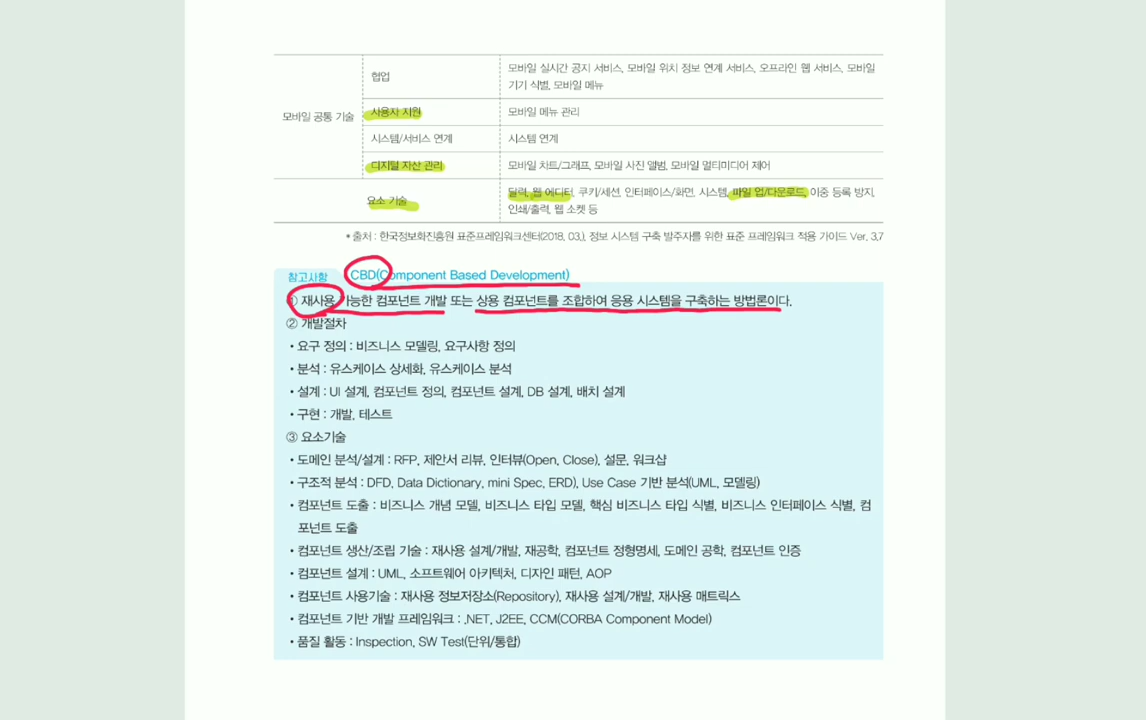 협업
모바일 실시간 공지 서비스, 모바일 위치 정보 연계 서비스, 오프라인 웹 서비스, 모바일
기기 식별, 모바일 메뉴
모바일 공통 기술
사용자 지원
모바일 메뉴 관리
시스템/서비스 연계
시스템 연계
디지털 자산 관리
모바일 차트/그래프, 모바일 사진 앨범, 모바일 멀티미디어 제어
요소 기술
달력, 웹 에디터, 쿠키/세션, 인터페이스/화면, 시스템, 파일 업/다운로드, 이중 등록 방지,
인쇄/출력, 웹 소켓 등
* 출처 : 한국정보화진흥원 표준프레임워크센터(2018, 03.), 정보 시스템 구축 발주자를 위한 표준 프레임워크 적용 가이드 Ver. 3.7
참고사항 CBD(Component Based Development)
① 재사용 가능한 컴포넌트 개발 또는 상용 컴포넌트를 조합하여 응용 시스템을 구축하는 방법론이다.
② 개발절차
• 요구 정의 : 비즈니스 모델링, 요구사항 정의
• 분석 : 유스케이스 상세화, 유스케이스 분석
• 설계 : UI 설계, 컴포넌트 정의, 컴포넌트 설계, DB 설계, 배치 설계
• 구현 : 개발, 테스트
③ 요소기술
• 도메인 분석/설계 : RFP, 제안서 리뷰, 인터뷰(Open, Close), 설문, 워크샵
• 구조적 분석 : DFD, Data Dictionary, mini Spec, ERD), Use Case 기반 분석(UML, 모델링)
• 컴포넌트 도출 : 비즈니스 개념 모델, 비즈니스 타입 모델, 핵심 비즈니스 타입 식별, 비즈니스 인터페이스 식별, 컴
포넌트 도출
• 컴포넌트 생산/조립 기술 : 재사용 설계/개발, 재공학, 컴포넌트 정형명세, 도메인 공학, 컴포넌트 인증
• 컴포넌트 설계 : UML, 소프트웨어 아키텍처, 디자인 패턴, AOP
• 컴포넌트 사용기술 : 재사용 정보저장소(Repository), 재사용 설계/개발, 재사용 매트릭스
• 컴포넌트 기반 개발 프레임워크 : .NET, J2EE, CCM(CORBA Component Model)
• 품질 활동 : Inspection, SW Test(단위/통합)